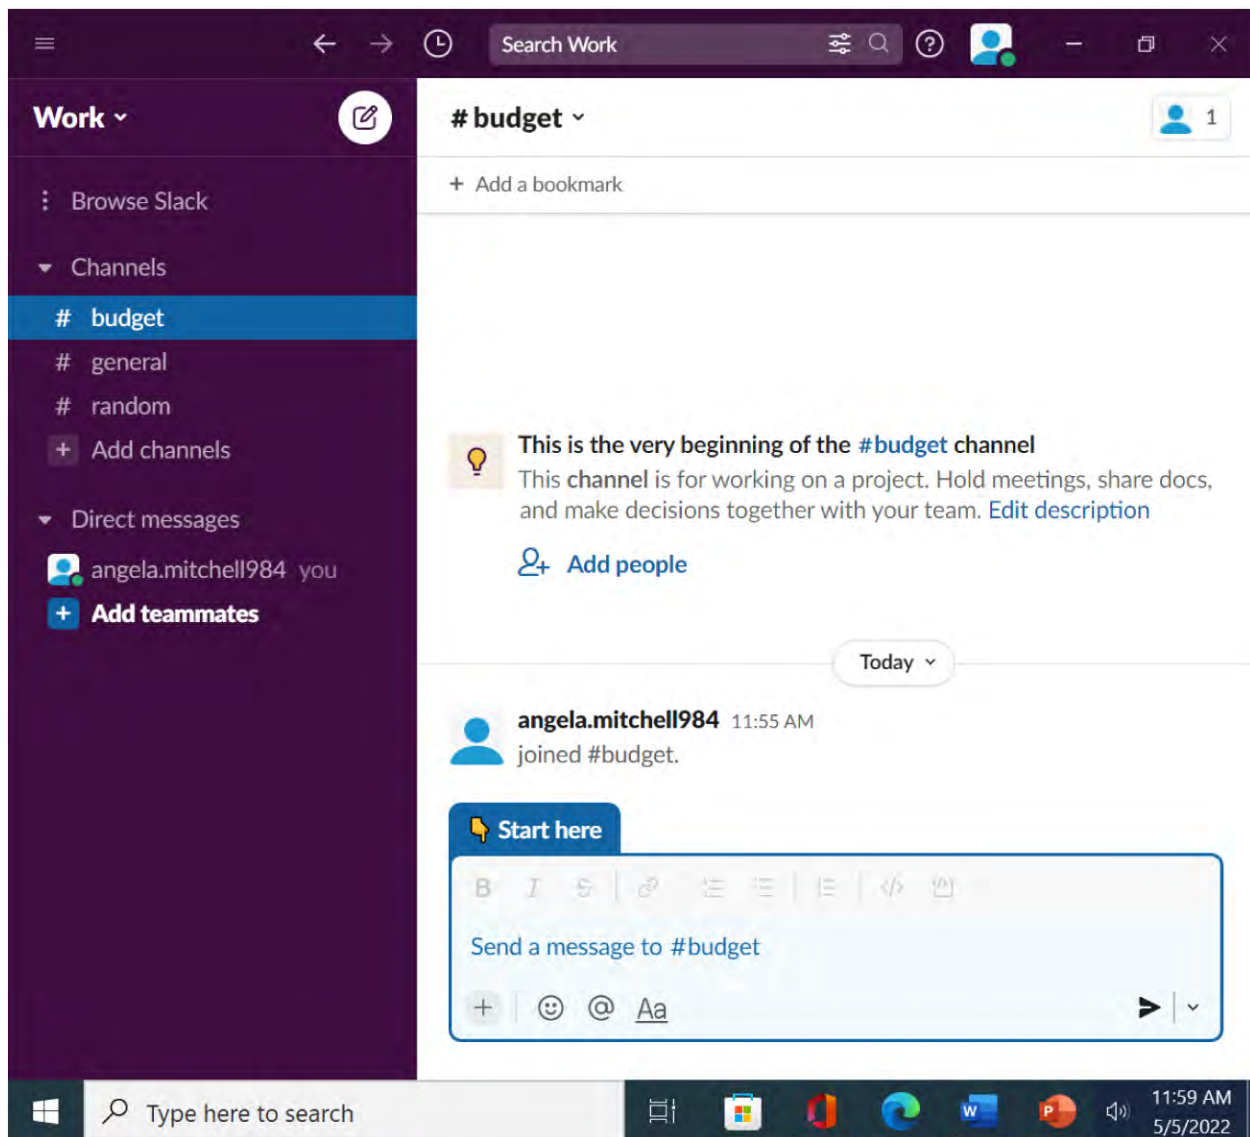 Search Work
Work
# budget
1
+ Add a bookmark
Browse Slack
Channels
# budget
# general
# random
+ Add channels
Direct messages
angela.mitchell984 you
+ Add teammates
This is the very beginning of the #budget channel
This channel is for working on a project. Hold meetings, share docs,
and make decisions together with your team. Edit description
Add people
Today
angela.mitchell984 11:55 AM
joined #budget.
Start here
B I S
Send a message to #budget
+ @ Aa
Type here to search
11:59 AM
5/5/2022